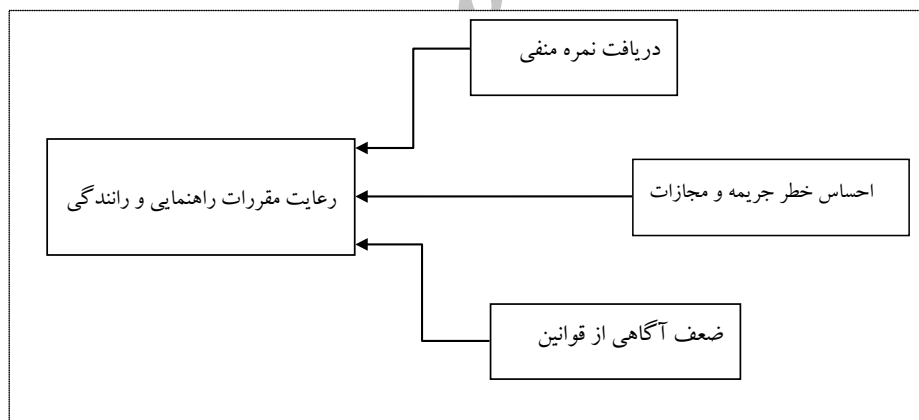 دریافت نمره منفی
احساس خطر جریمه و مجازات
رعایت مقررات راهنمایی و رانندگی
ضعف آگاهی از قوانین